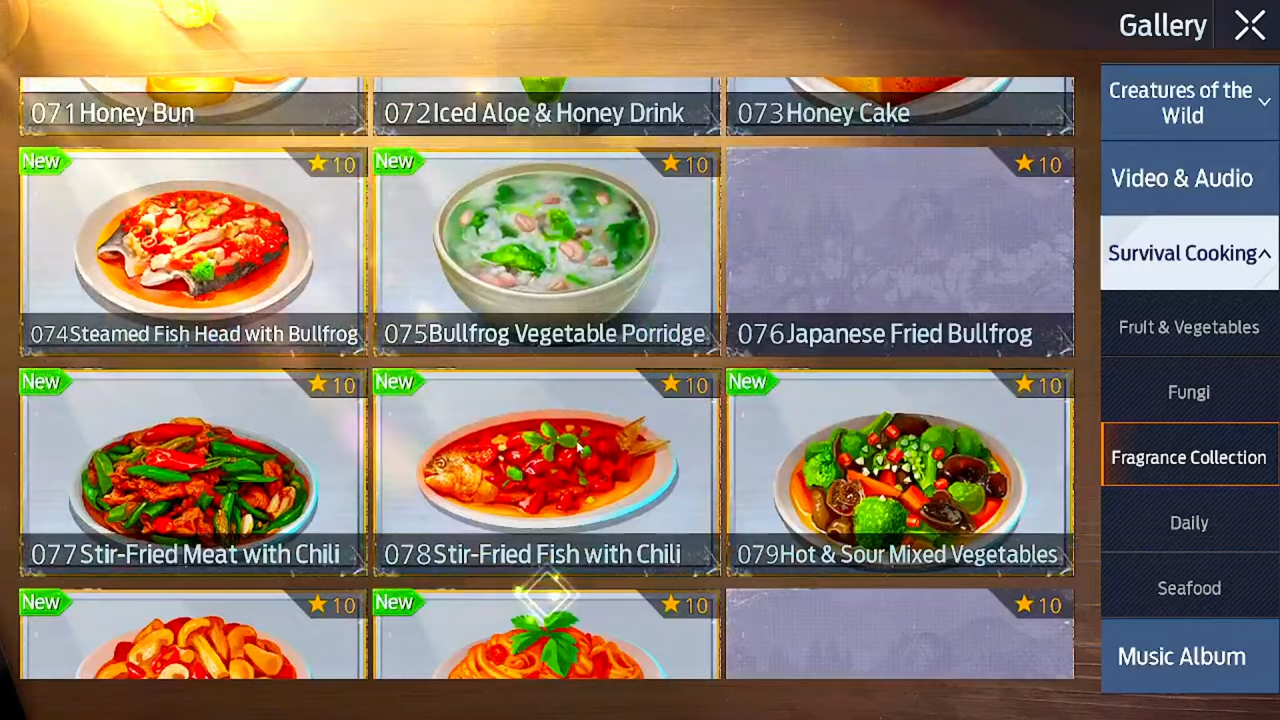 Gallery
Creatures of the
Wild
071 Honey Bun
072 Iced Aloe & Honey Drink
073 Honey Cake
New
10
New
10
10
Video & Audio
Survival Cooking
074 Steamed Fish Head with Bullfrog
075 Bullfrog Vegetable Porridge
076 Japanese Fried Bullfrog
Fruit & Vegetables
New
10
New
10
New
10
Fungi
Fragrance Collection
077 Stir-Fried Meat with Chili
078 Stir-Fried Fish with Chili
079 Hot & Sour Mixed Vegetables
Daily
Seafood
New
10
New
10
10
Music Album